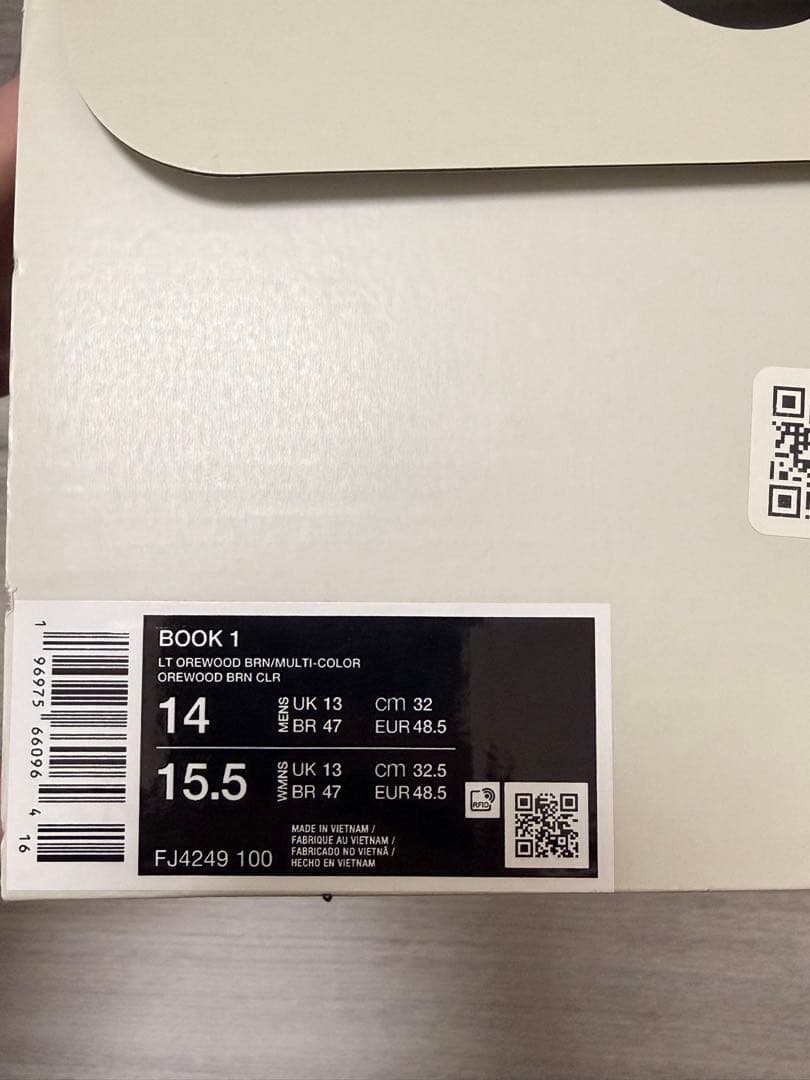 BOOK 1
LT OREWOOD BRN/MULTI-COLOR
OREWOOD BRN CLR
14 MENS UK 13 cm 32
BR 47 EUR 48.5
15.5 WMNS UK 13 cm 32.5
BR 47 EUR 48.5
RFID
FJ4249 100
MADE IN VIETNAM /
FABRIQUE AU VIETNAM /
FABRICADO NO VIETNÃ /
HECHO EN VIETNAM
1 96975 66096 4 16